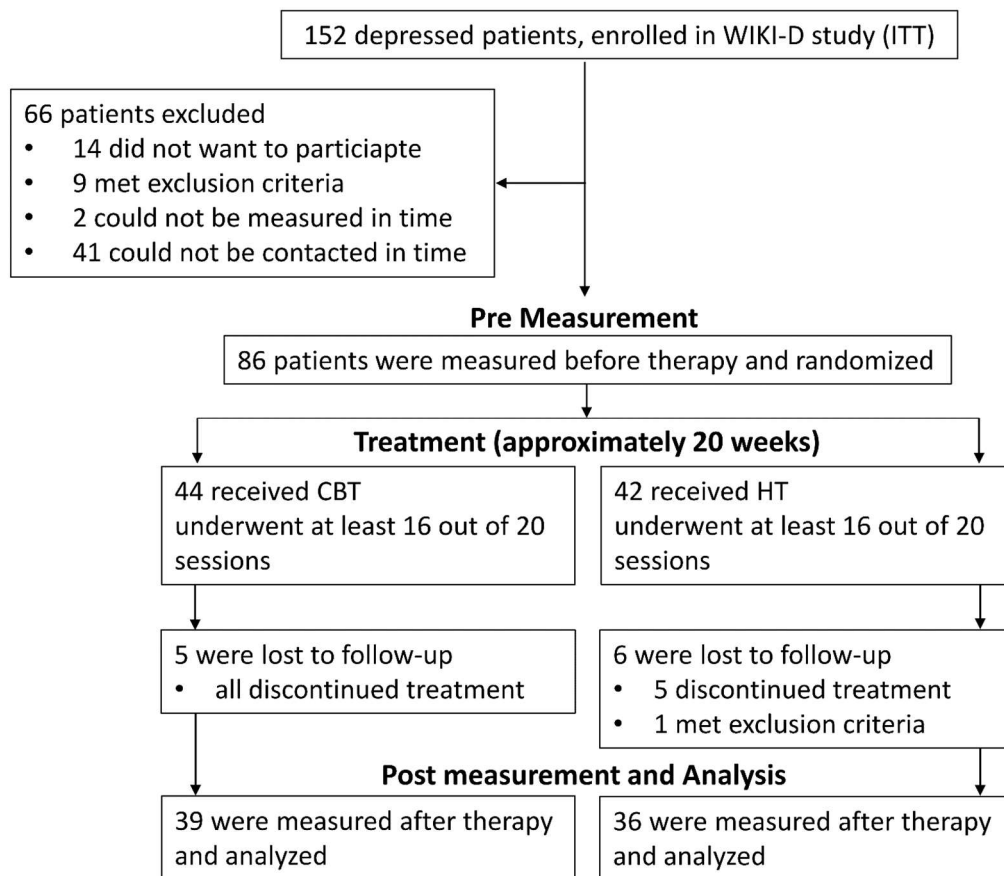 152 depressed patients, enrolled in WIKI-D study (ITT)
66 patients excluded
• 14 did not want to particiapte
• 9 met exclusion criteria
• 2 could not be measured in time
• 41 could not be contacted in time
Pre Measurement
86 patients were measured before therapy and randomized
Treatment (approximately 20 weeks)
44 received CBT
underwent at least 16 out of 20
sessions
42 received HT
underwent at least 16 out of 20
sessions
5 were lost to follow-up
• all discontinued treatment
6 were lost to follow-up
• 5 discontinued treatment
• 1 met exclusion criteria
Post measurement and Analysis
39 were measured after therapy
and analyzed
36 were measured after therapy
and analyzed